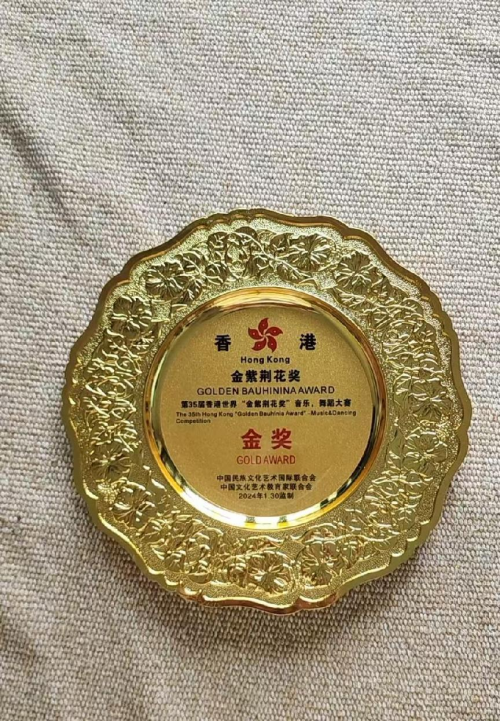 香 港
Hong Kong
金紫荆花奖
GOLDEN BAUHININA AWARD
第35届香港世界“金紫荆花奖”音乐、舞蹈大赛
The 35th Hong Kong "Golden Bauhinia Award" -Music&Dancing
Competition
金奖
GOLD AWARD
中国民族文化艺术国际联合会
中国文化艺术教育家联合会
2024年1.30监制